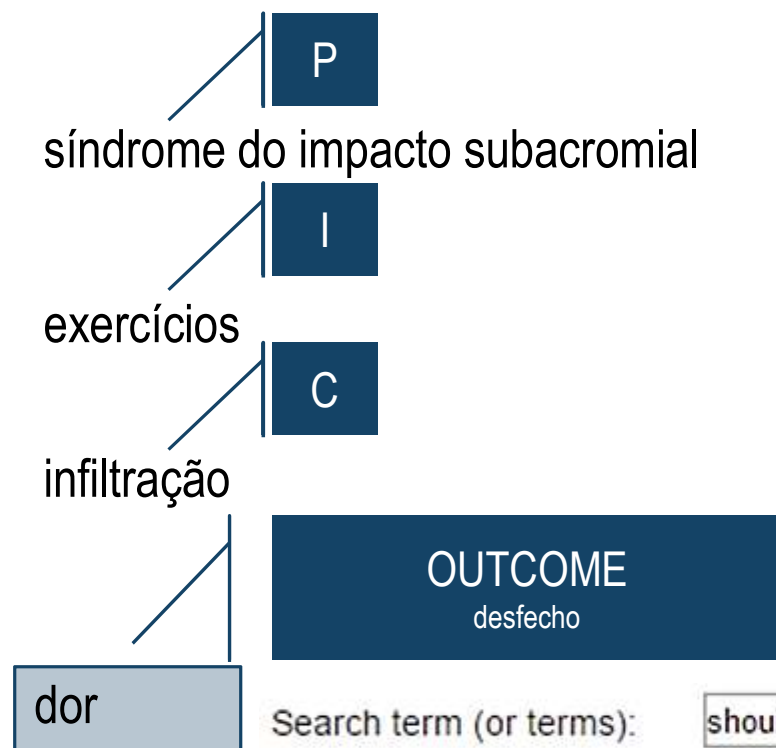 P
síndrome do impacto subacromial
I
exercícios
C
infiltração
OUTCOME
desfecho
dor
Search term (or terms):